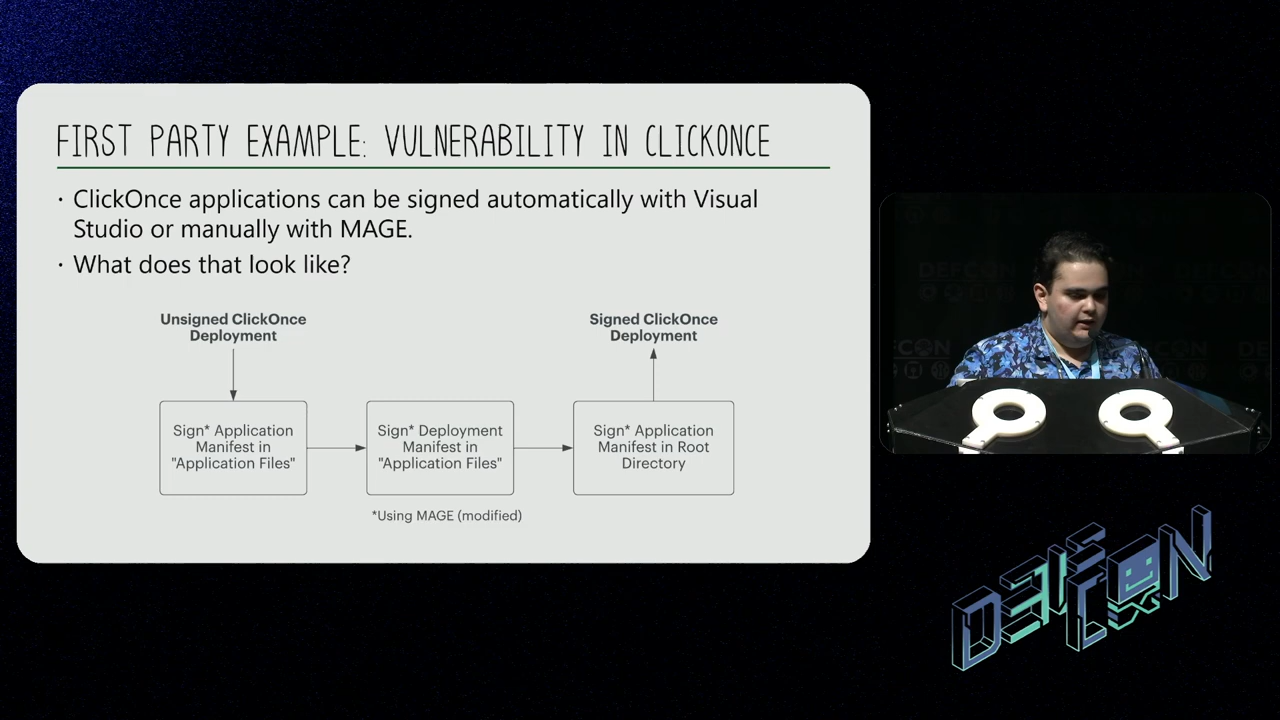 FIRST PARTY EXAMPLE: VULNERABILITY IN CLICKONCE
· ClickOnce applications can be signed automatically with Visual
Studio or manually with MAGE.
· What does that look like?
Unsigned ClickOnce
Deployment
Signed ClickOnce
Deployment
Sign* Application
Manifest in
"Application Files"
Sign* Deployment
Manifest in
"Application Files"
Sign* Application
Manifest in Root
Directory
*Using MAGE (modified)
DEFCON
DEFCON